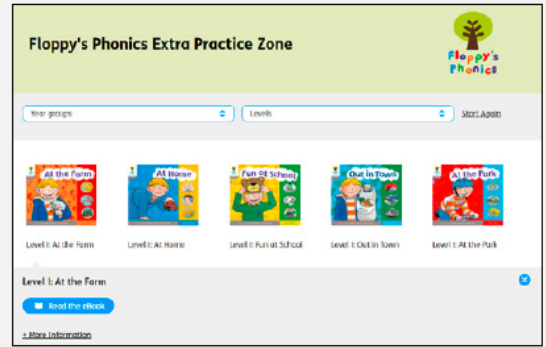 Floppy's Phonics Extra Practice Zone
Floppy's
Phonics
Year groups
Levels
Start Again
At the Farm
At Home
Fun at School
Out in Town
At the Park
Level 1: At the Farm
Level 1: At Home
Level 1: Fun at School
Level 1: Out in Town
Level 1: At the Park
Level 1: At the Farm
Read the eBook
+ More Information